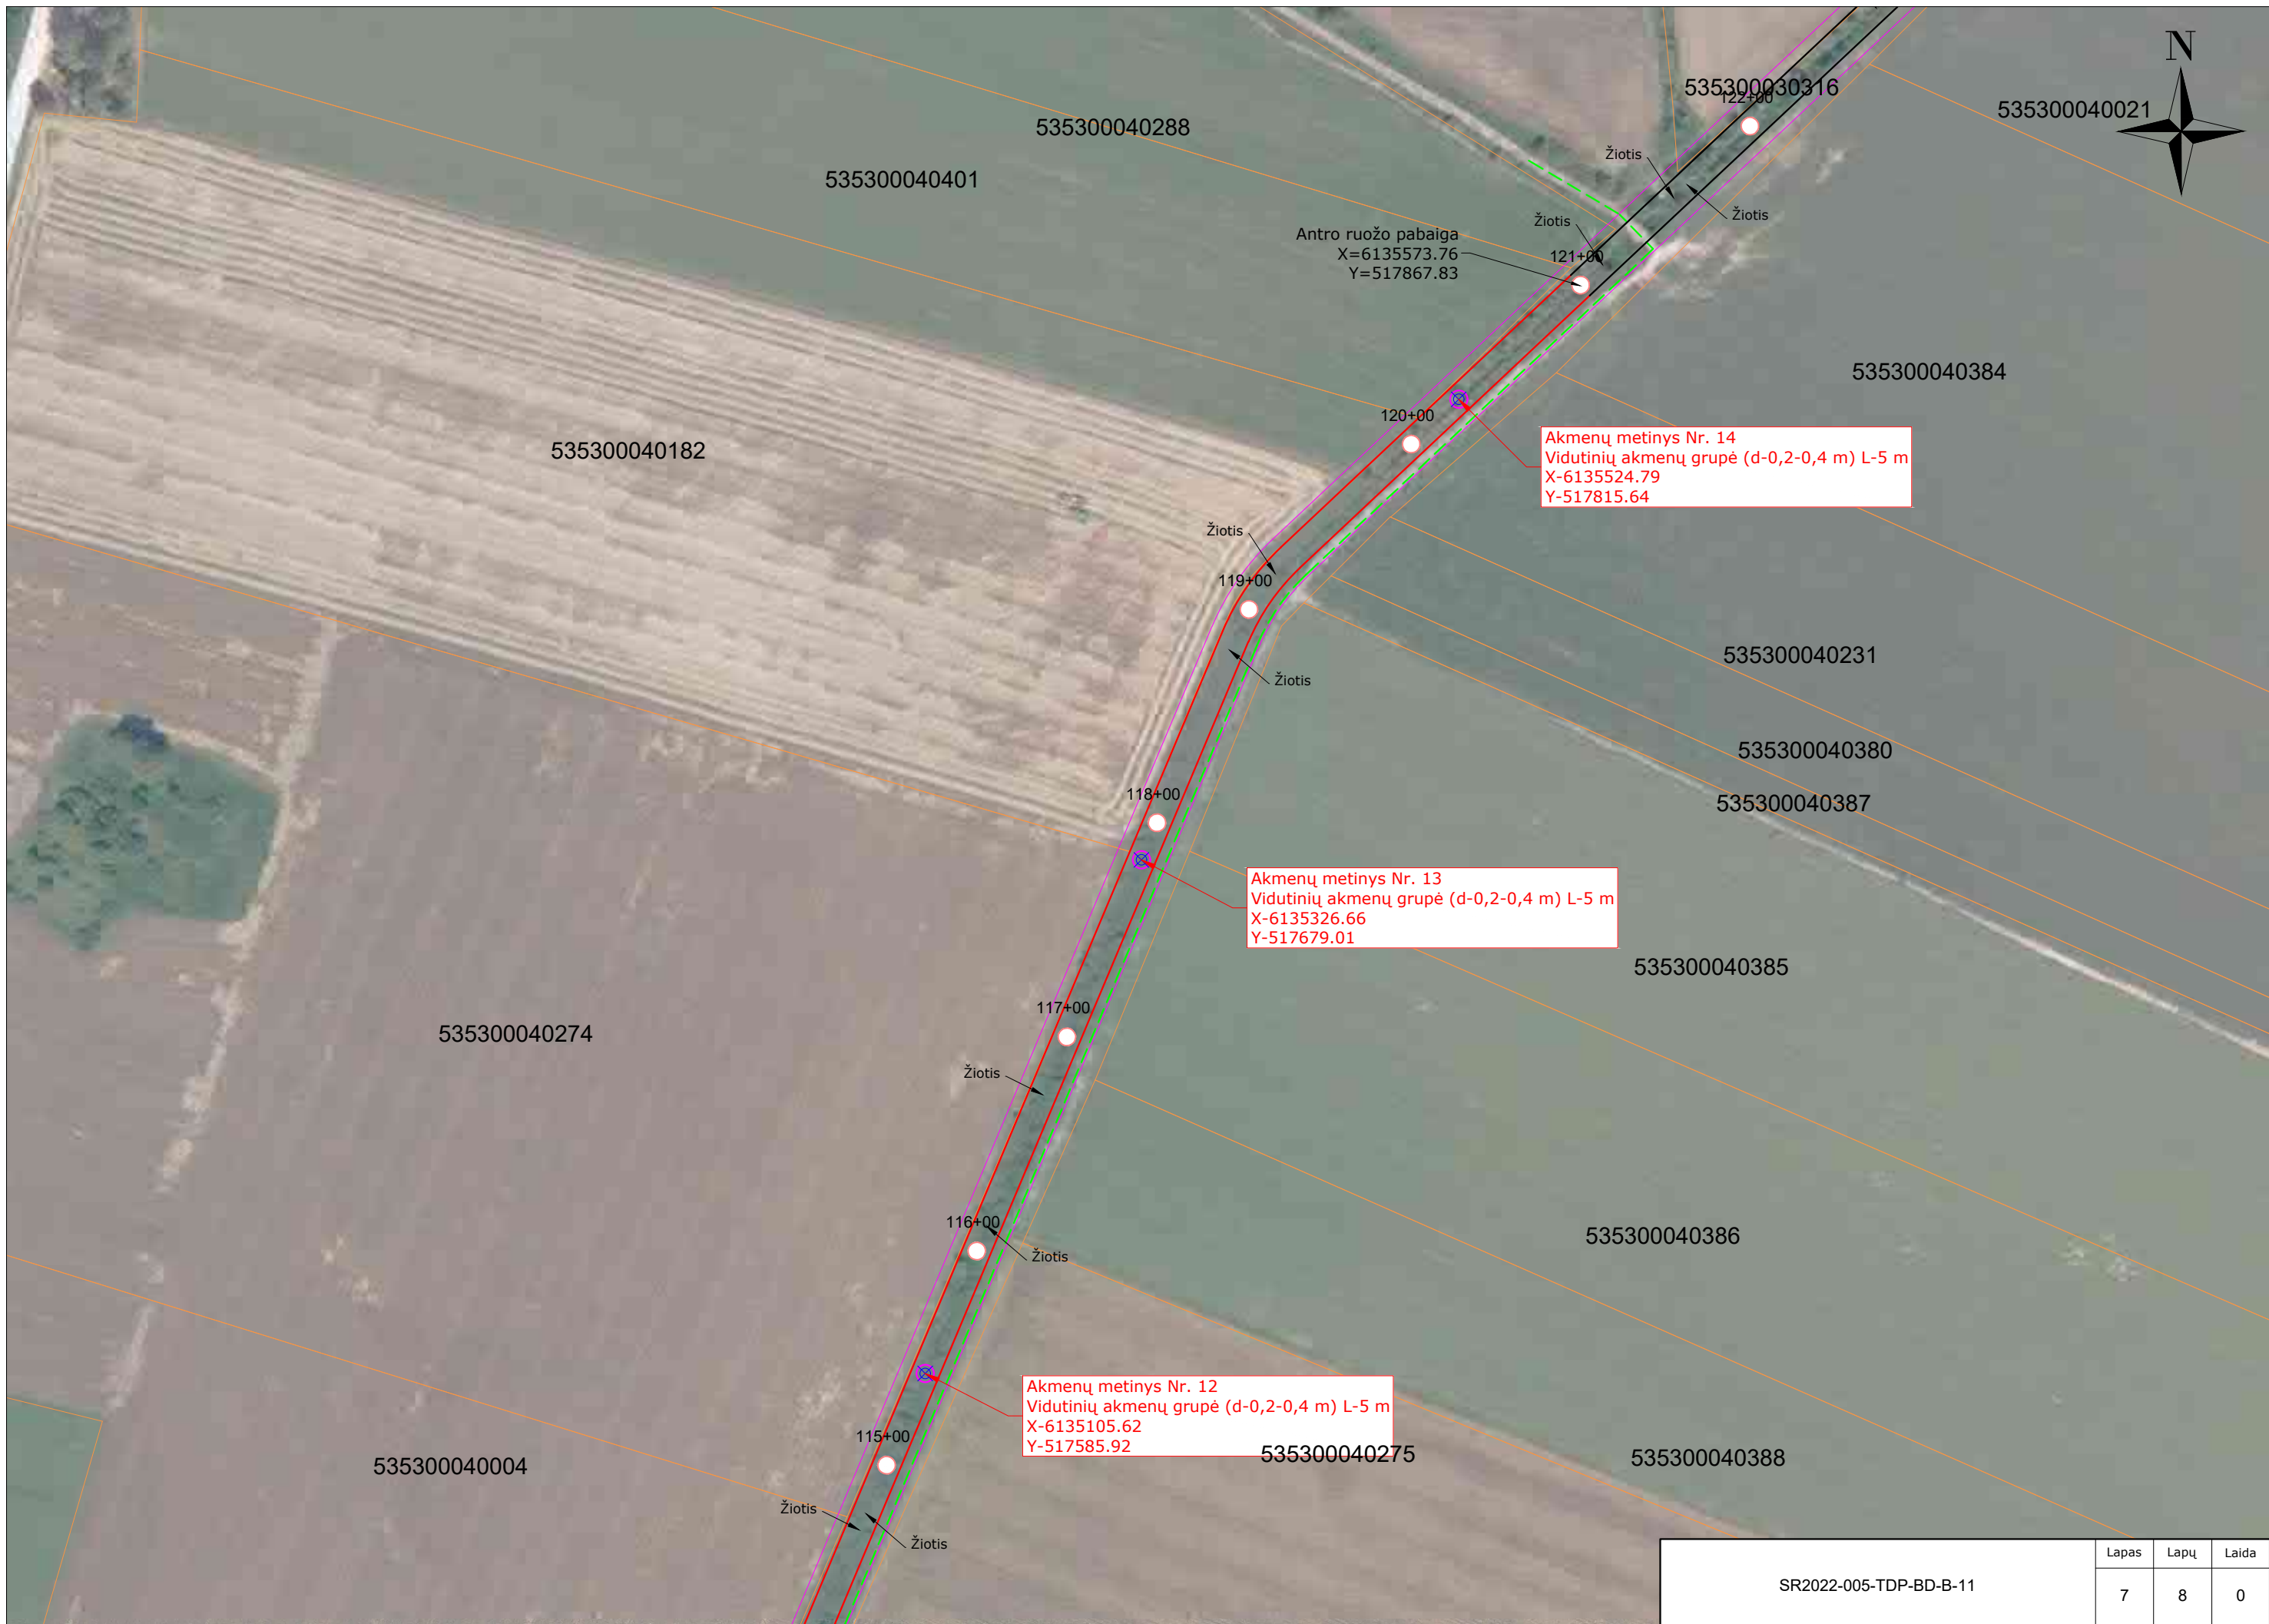 N
535300030316
122+00
535300040021
535300040288
Žiotis
535300040401
Žiotis
Žiotis
Antro ruožo pabaiga
X=6135573.76
Y=517867.83
121+00
535300040384
120+00
Akmenų metinys Nr. 14
Vidutinių akmenų grupė (d-0,2-0,4 m) L-5 m
X-6135524.79
Y-517815.64
535300040182
Žiotis
119+00
535300040231
Žiotis
535300040380
118+00
535300040387
Akmenų metinys Nr. 13
Vidutinių akmenų grupė (d-0,2-0,4 m) L-5 m
X-6135326.66
Y-517679.01
535300040385
117+00
535300040274
Žiotis
116+00
535300040386
Žiotis
Akmenų metinys Nr. 12
Vidutinių akmenų grupė (d-0,2-0,4 m) L-5 m
X-6135105.62
Y-517585.92
115+00
535300040275
535300040388
535300040004
Žiotis
Žiotis
SR2022-005-TDP-BD-B-11
Lapas Lapų Laida
7 8 0